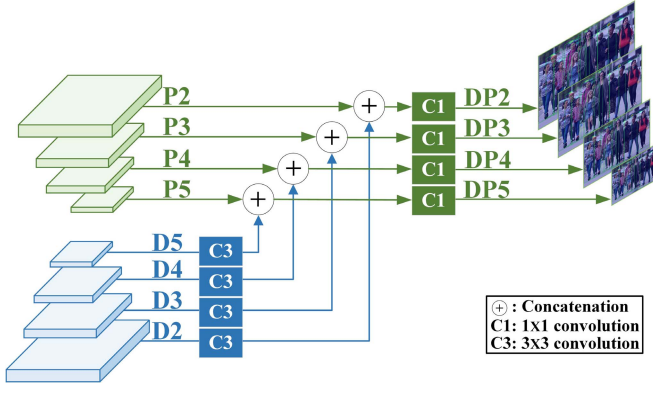 P2 + C1 DP2
P3 + C1 DP3
P4 + C1 DP4
P5 + C1 DP5
D5 C3
D4 C3
D3 C3
D2 C3
+ : Concatenation
C1: 1X1 convolution
C3: 3X3 convolution